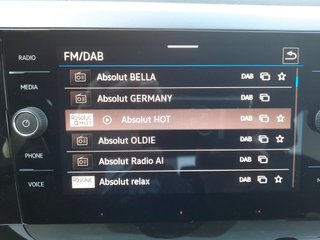 RADIO
FM/DAB
MEDIA
Absolut BELLA DAB
Absolut GERMANY DAB
Absolut HOT DAB
Absolut OLDIE DAB
PHONE
Absolut Radio AI DAB
VOICE
Absolut relax DAB